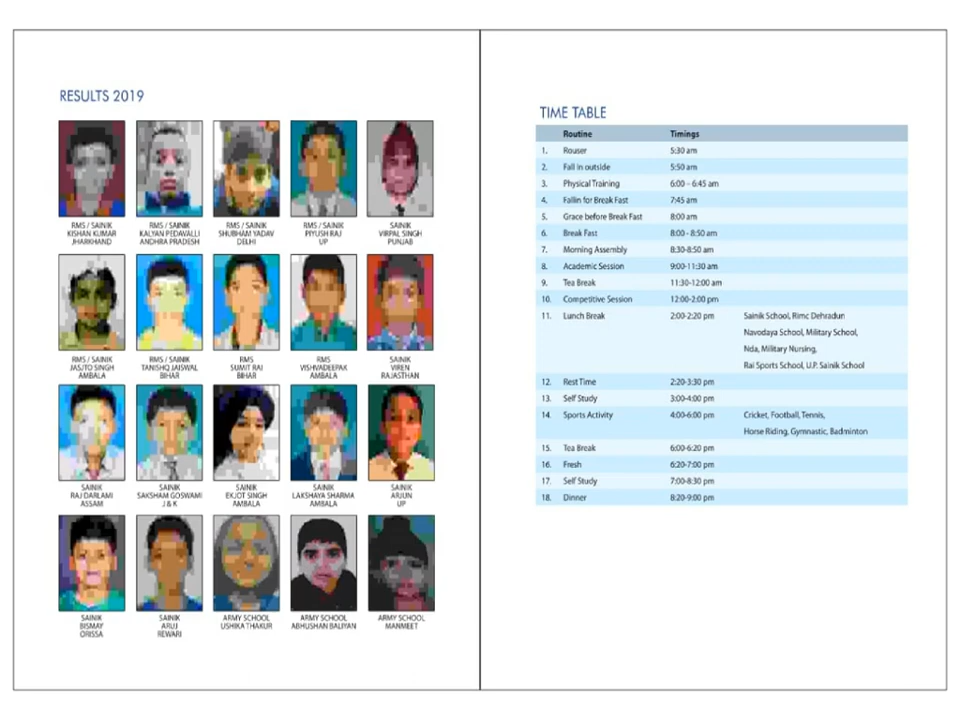 RESULTS 2019
RMS / SAINIK
KISHAN KUMAR
JHARKHAND
RMS / SAINIK
KALYAN PEDAVALLI
ANDHRA PRADESH
RMS / SAINIK
SHUBHAM YADAV
DELHI
RMS / SAINIK
PIYUSH RAJ
UP
SAINIK
VIRPAL SINGH
PUNJAB
RMS / SAINIK
JASJTO SINGH
AMBALA
RMS / SAINIK
TANISHQ JAISWAL
BIHAR
RMS
SUMIT RAI
BIHAR
RMS
VISHVADEEPAK
AMBALA
SAINIK
VIREN
RAJASTHAN
SAINIK
RAJ DARLAMI
ASSAM
SAINIK
SAKSHAM GOSWAMI
J & K
SAINIK
EKJOT SINGH
AMBALA
SAINIK
LAKSHAYA SHARMA
AMBALA
SAINIK
ARJUN
UP
SAINIK
BISMAY
ORISSA
SAINIK
ARUJ
REWARI
ARMY SCHOOL
USHIKA THAKUR
ARMY SCHOOL
ABHUSHAN BALIYAN
ARMY SCHOOL
MANMEET
TIME TABLE
Routine Timings
1. Rouser 5:30 am
2. Fall in outside 5:50 am
3. Physical Training 6:00 - 6:45 am
4. Fallin for Break Fast 7:45 am
5. Grace before Break Fast 8:00 am
6. Break Fast 8:00 - 8:50 am
7. Morning Assembly 8:30-8:50 am
8. Academic Session 9:00-11:30 am
9. Tea Break 11:30-12:00 am
10. Competitive Session 12:00-2:00 pm
11. Lunch Break 2:00-2:20 pm Sainik School, Rimc Dehradun
Navodaya School, Military School,
Nda, Military Nursing,
Rai Sports School, U.P. Sainik School
12. Rest Time 2:20-3:30 pm
13. Self Study 3:00-4:00 pm
14. Sports Activity 4:00-6:00 pm Cricket, Football, Tennis,
Horse Riding, Gymnastic, Badminton
15. Tea Break 6:00-6:20 pm
16. Fresh 6:20-7:00 pm
17. Self Study 7:00-8:30 pm
18. Dinner 8:20-9:00 pm